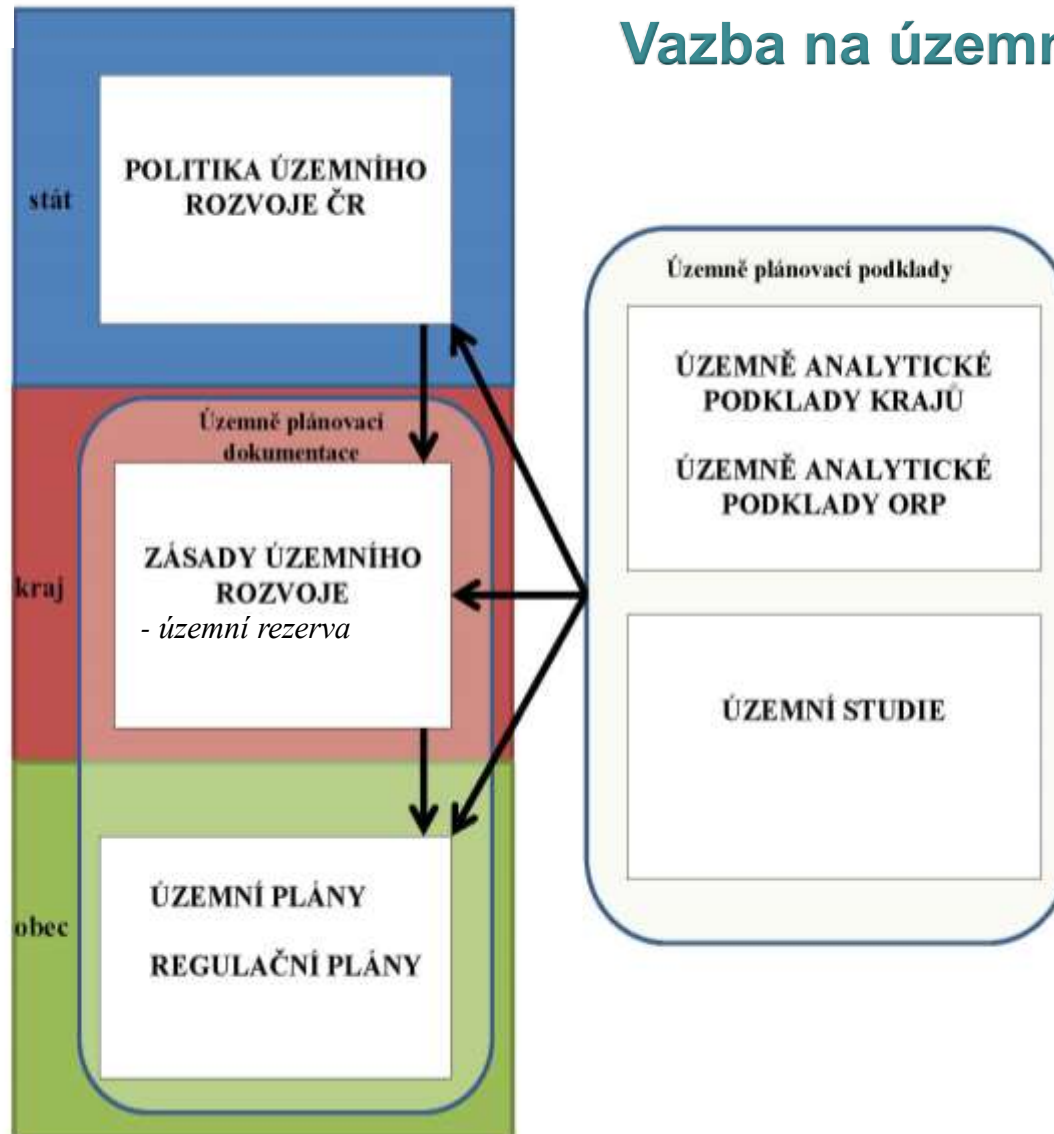 Vazba na územ
stát
POLITIKA ÚZEMNÍHO
ROZVOJE ČR
kraj
Územně plánovací
dokumentace
ZÁSADY ÚZEMNÍHO
ROZVOJE
- územní rezerva
obec
ÚZEMNÍ PLÁNY
REGULAČNÍ PLÁNY
Územně plánovací podklady
ÚZEMNĚ ANALYTICKÉ
PODKLADY KRAJŮ
ÚZEMNĚ ANALYTICKÉ
PODKLADY ORP
ÚZEMNÍ STUDIE